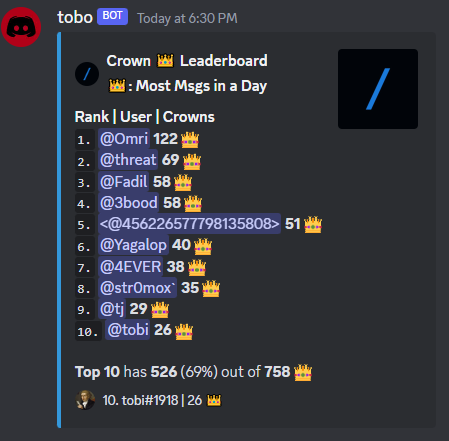 tobo BOT Today at 6:30 PM
Crown 👑 Leaderboard
👑: Most Msgs in a Day
Rank | User | Crowns
1. @Omri 122 👑
2. @threat 69 👑
3. @Fadil 58 👑
4. @3bood 58 👑
5. <@456226577798135808> 51 👑
6. @Yagalop 40 👑
7. @4EVER 38 👑
8. @str0mox` 35 👑
9. @tj 29 👑
10. @tobi 26 👑
Top 10 has 526 (69%) out of 758 👑
10. tobi#1918 | 26 👑